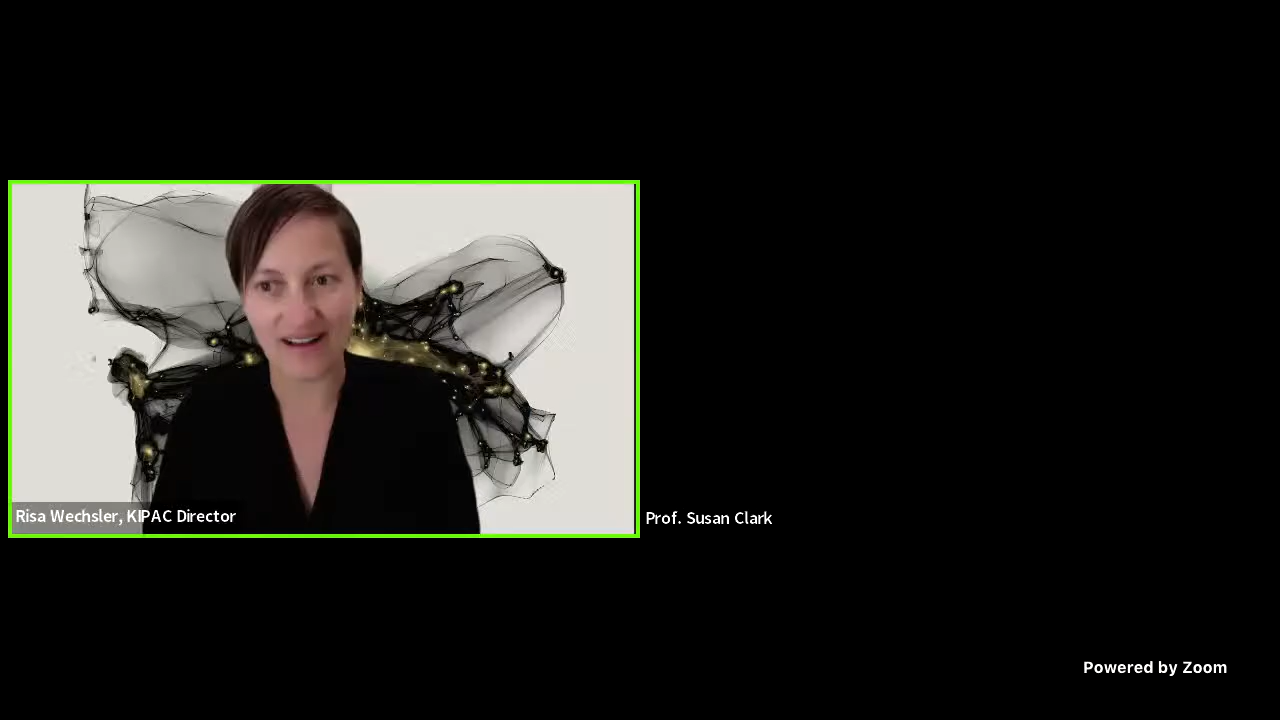 Risa Wechsler, KIPAC Director
Prof. Susan Clark
Powered by Zoom